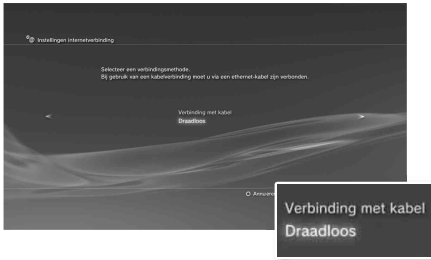 Instellingen internetverbinding
Selecteer een verbindingsmethode.
Bij gebruik van een kabelverbinding moet u via een ethernet-kabel zijn verbonden.
Verbinding met kabel
Draadloos
Verbinding met kabel
Draadloos